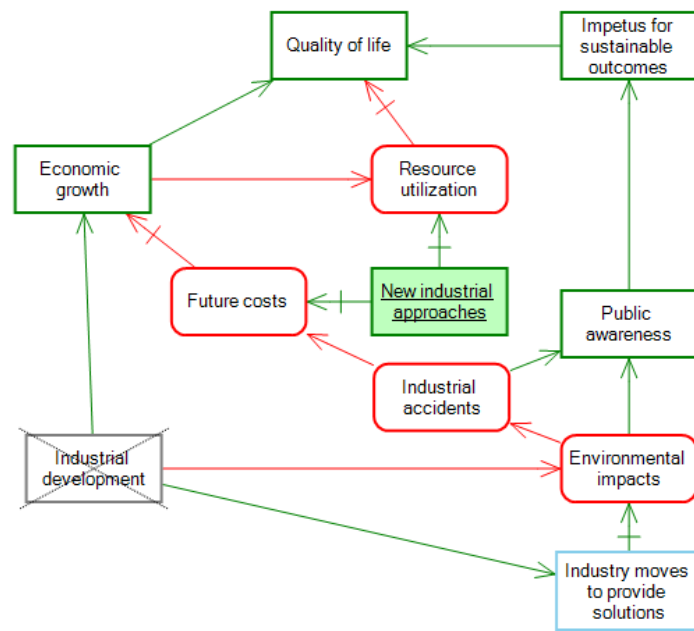 Quality of life
Impetus for
sustainable
outcomes
Economic
growth
Resource
utilization
Future costs
New industrial
approaches
Public
awareness
Industrial
accidents
Industrial
development
Environmental
impacts
Industry moves
to provide
solutions